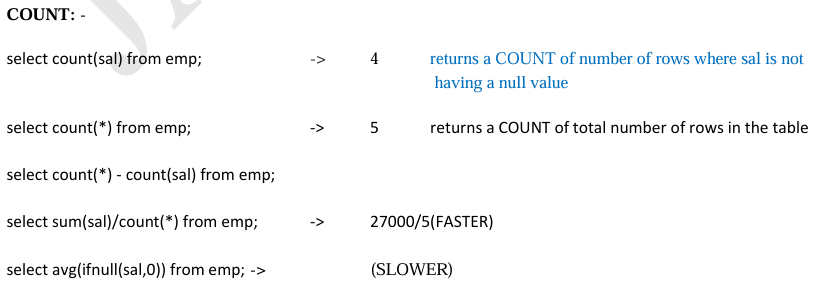 COUNT: -
select count(sal) from emp; -> 4 returns a COUNT of number of rows where sal is not
having a null value
select count(*) from emp; -> 5 returns a COUNT of total number of rows in the table
select count(*) - count(sal) from emp;
select sum(sal)/count(*) from emp; -> 27000/5(FASTER)
select avg(ifnull(sal,0)) from emp; -> (SLOWER)